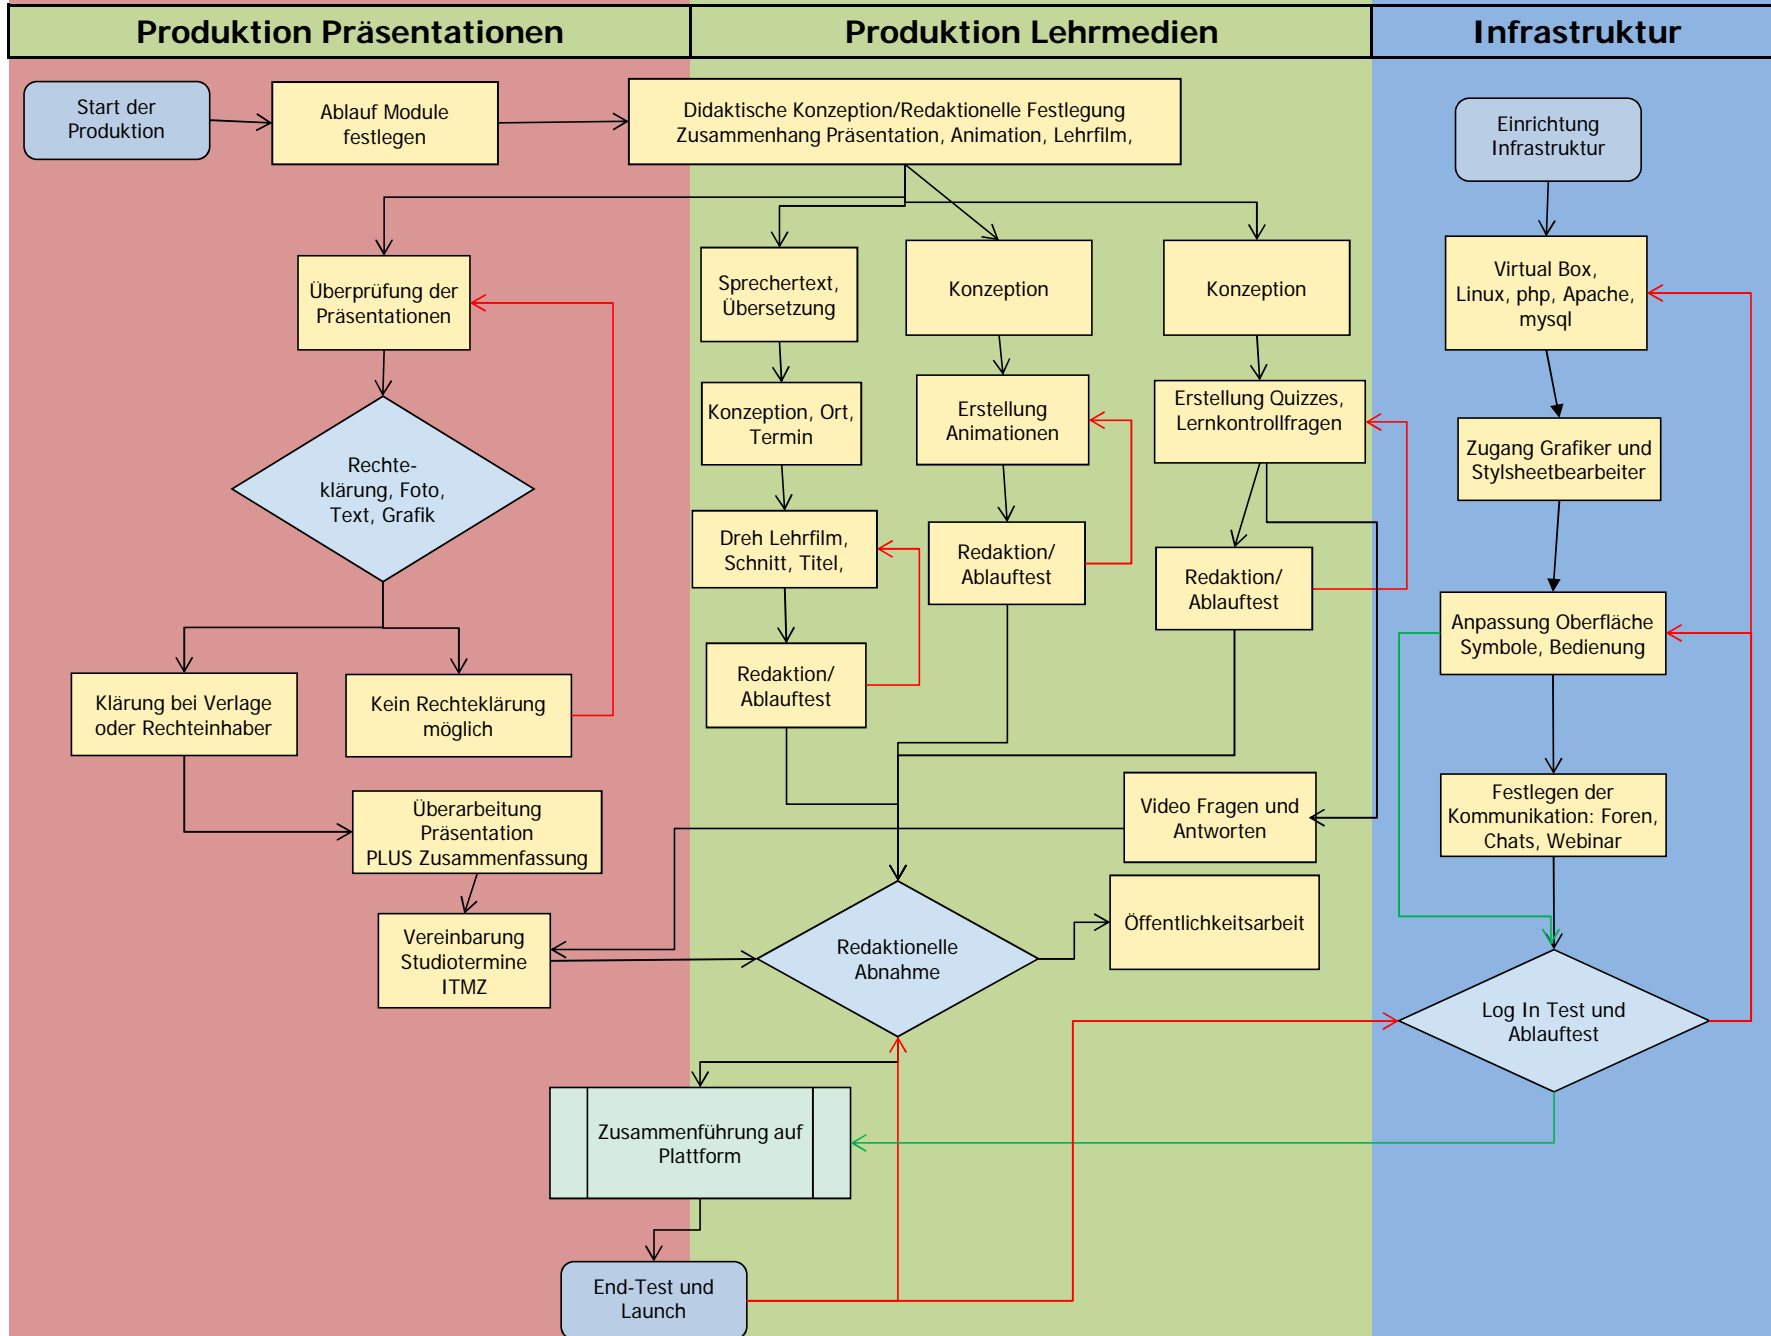 Produktion Präsentationen
Produktion Lehrmedien
Infrastruktur
Start der
Produktion
Ablauf Module
festlegen
Didaktische Konzeption/Redaktionelle Festlegung
Zusammenhang Präsentation, Animation, Lehrfilm,
Einrichtung
Infrastruktur
Überprüfung der
Präsentationen
Sprechertext,
Übersetzung
Konzeption
Konzeption
Virtual Box,
Linux, php, Apache,
mysql
Konzeption, Ort,
Termin
Erstellung
Animationen
Erstellung Quizzes,
Lernkontrollfragen
Zugang Grafiker und
Stylsheetbearbeiter
Rechte-
klärung, Foto,
Text, Grafik
Dreh Lehrfilm,
Schnitt, Titel,
Redaktion/
Ablauftest
Redaktion/
Ablauftest
Anpassung Oberfläche
Symbole, Bedienung
Klärung bei Verlage
oder Rechteinhaber
Kein Rechteklärung
möglich
Redaktion/
Ablauftest
Überarbeitung
Präsentation
PLUS Zusammenfassung
Video Fragen und
Antworten
Festlegen der
Kommunikation: Foren,
Chats, Webinar
Vereinbarung
Studiotermine
ITMZ
Redaktionelle
Abnahme
Öffentlichkeitsarbeit
Log In Test und
Ablauftest
Zusammenführung auf
Plattform
End-Test und
Launch